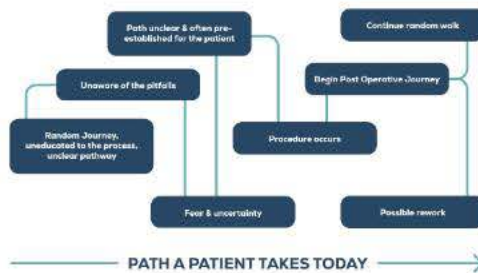 Path unclear & often pre-
established for the patient
Continue random walk
Unaware of the pitfalls
Begin Post Operative Journey
Random Journey,
uneducated to the process,
unclear pathway
Procedure occurs
Fear & uncertainty
Possible rework
PATH A PATIENT TAKES TODAY